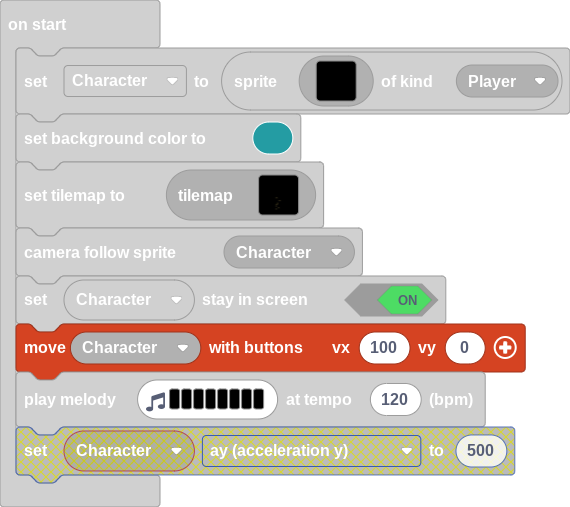 on start
set Character to sprite of kind Player
set background color to
set tilemap to tilemap
camera follow sprite Character
set Character stay in screen ON
move Character with buttons vx 100 vy 0
play melody at tempo 120 (bpm)
set Character ay (acceleration y) to 500